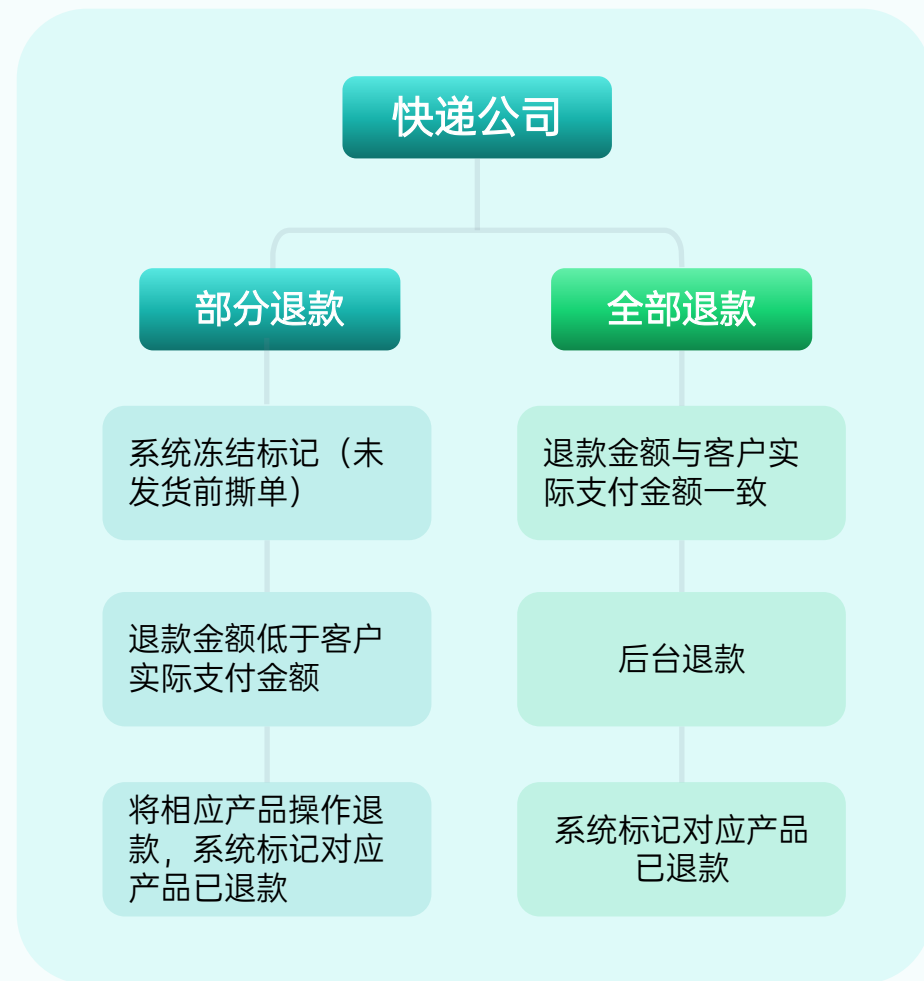 快递公司
部分退款
全部退款
系统冻结标记（未
发货前撕单）
退款金额与客户实
际支付金额一致
退款金额低于客户
实际支付金额
后台退款
将相应产品操作退
款，系统标记对应
产品已退款
系统标记对应产品
已退款